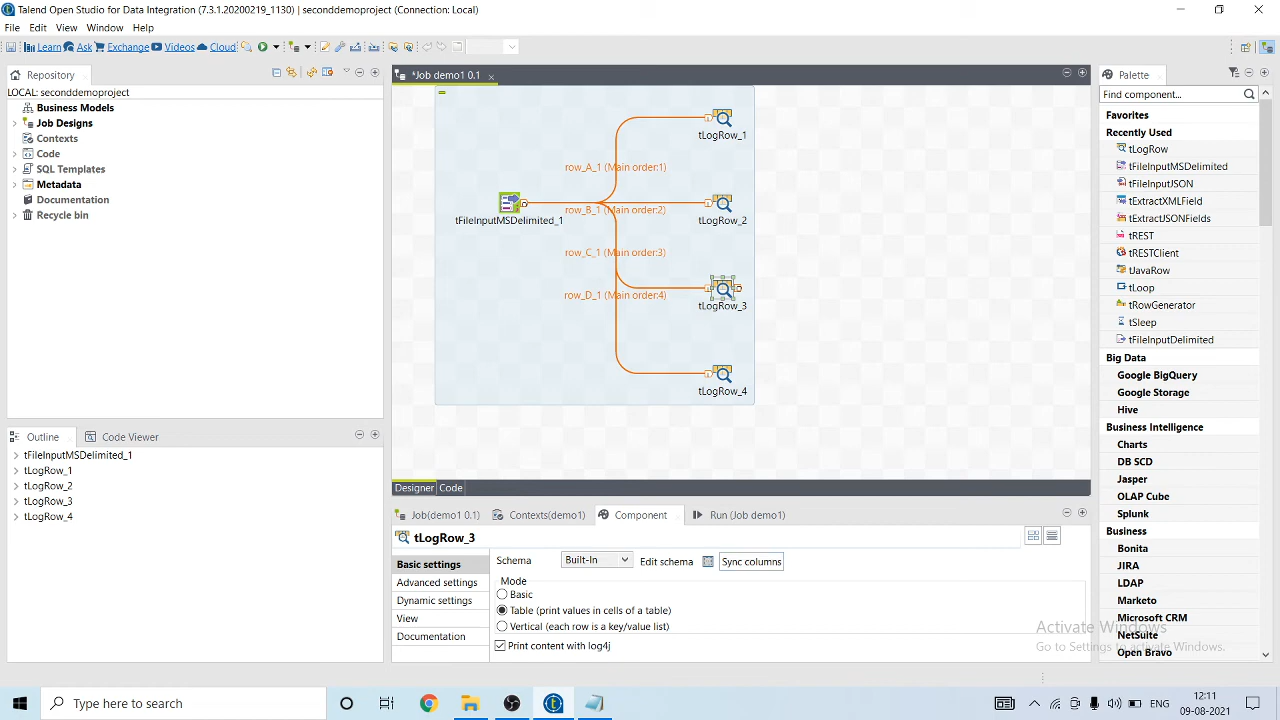 Talend Open Studio for Data Integration (7.3.1.20200219_1130) | seconddemoproject (Connection: Local)
File Edit View Window Help
Learn Ask Exchange Videos Cloud
Repository
LOCAL: seconddemoproject
Business Models
Job Designs
Contexts
Code
SQL Templates
Metadata
Documentation
Recycle bin
Outline Code Viewer
tFileInputMSDelimited_1
tLogRow_1
tLogRow_2
tLogRow_3
tLogRow_4
*Job demo1 0.1
tLogRow_1
row_A_1 (Main order:1)
row_B_1 (Main order:2)
tFileInputMSDelimited_1
tLogRow_2
row_C_1 (Main order:3)
row_D_1 (Main order:4)
tLogRow_3
tLogRow_4
Designer Code
Job(demo1 0.1) Contexts(demo1) Component Run (Job demo1)
tLogRow_3
Basic settings
Advanced settings
Dynamic settings
View
Documentation
Schema Built-In Edit schema Sync columns
Mode
Basic
Table (print values in cells of a table)
Vertical (each row is a key/value list)
Print content with log4j
Palette
Find component...
Favorites
Recently Used
tLogRow
tFileInputMSDelimited
tFileInputJSON
tExtractXMLField
tExtractJSONFields
tREST
tRESTClient
tJavaRow
tLoop
tRowGenerator
tSleep
tFileInputDelimited
Big Data
Google BigQuery
Google Storage
Hive
Business Intelligence
Charts
DB SCD
Jasper
OLAP Cube
Splunk
Business
Bonita
JIRA
LDAP
Marketo
Microsoft CRM
NetSuite
Open Bravo
Activate Windows
Go to Settings to activate Windows.
Type here to search
ENG
12:11
09-08-2021